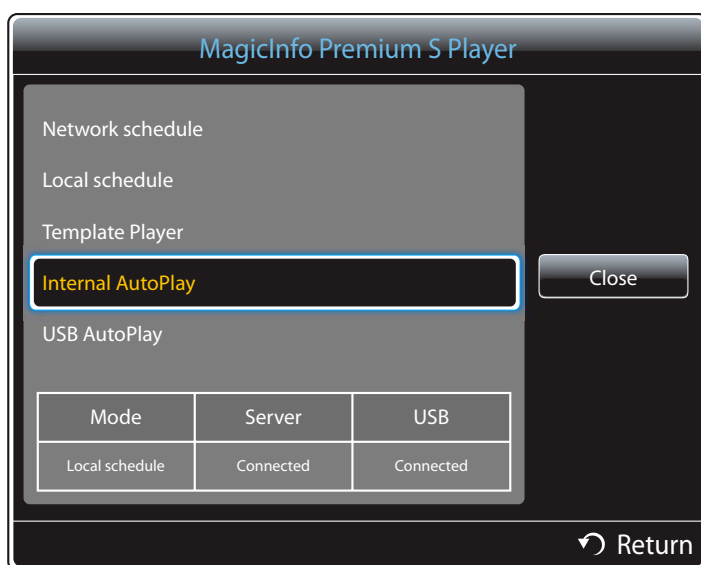 MagicInfo Premium S Player
Network schedule
Local schedule
Template Player
Internal AutoPlay
Close
USB AutoPlay
Mode Server USB
Local schedule Connected Connected
Return